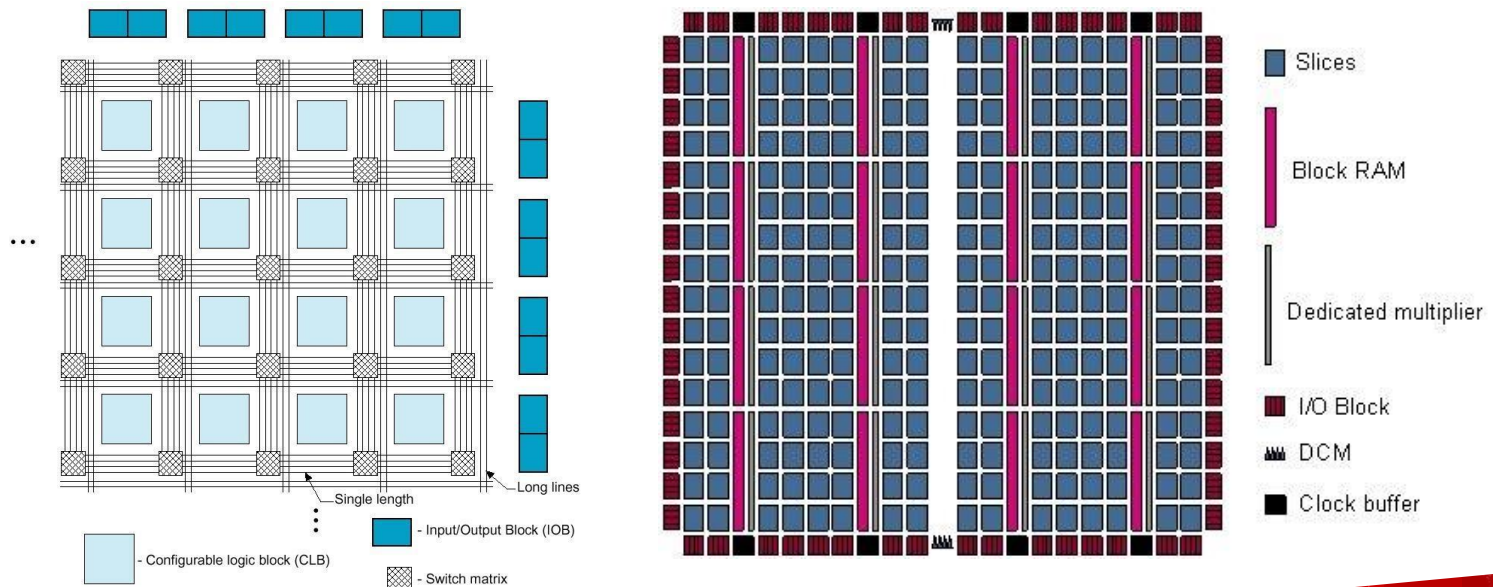 ...
Single length
Long lines
- Configurable logic block (CLB)
- Input/Output Block (IOB)
- Switch matrix
Slices
Block RAM
Dedicated multiplier
I/O Block
DCM
Clock buffer